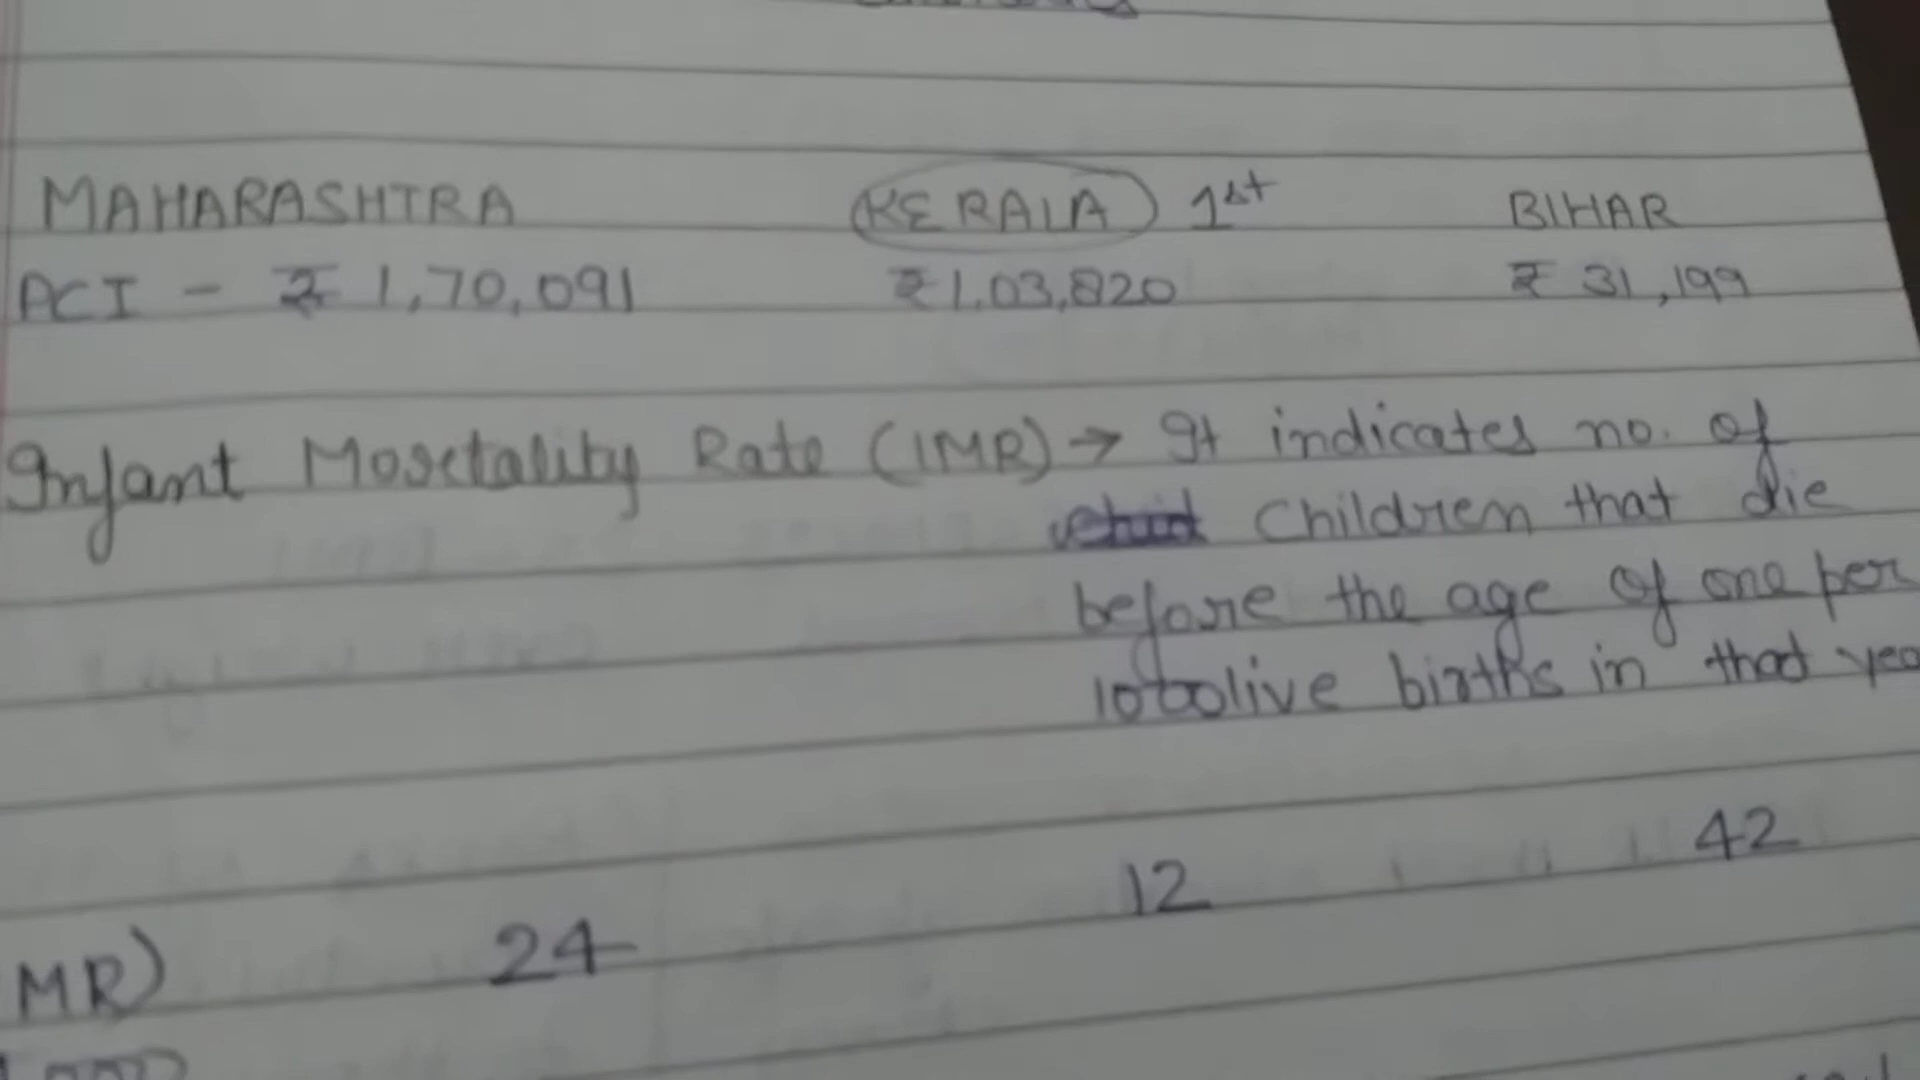 MAHARASHTRA KERALA 1st BIHAR
PCI - ₹ 1,70,091 ₹1,03,820 ₹ 31,199
Infant Mortality Rate (IMR) → It indicates no. of
Children that die
before the age of one per
1000 live births in that yea
MR) 24 12 42